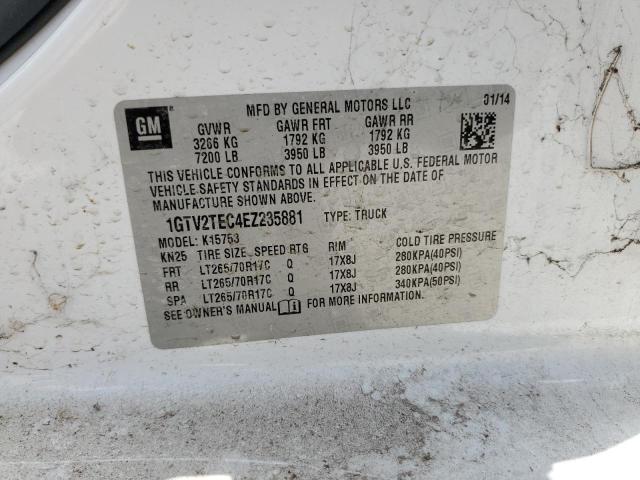 MFD BY GENERAL MOTORS LLC 01/14
GM
GVWR GAWR FRT GAWR RR
3266 KG 1792 KG 1792 KG
7200 LB 3950 LB 3950 LB
THIS VEHICLE CONFORMS TO ALL APPLICABLE U.S. FEDERAL MOTOR
VEHICLE SAFETY STANDARDS IN EFFECT ON THE DATE OF
MANUFACTURE SHOWN ABOVE.
1GTV2TEC4EZ235881 TYPE: TRUCK
MODEL: K15753
KN25 TIRE SIZE SPEED RTG RIM COLD TIRE PRESSURE
FRT LT265/70R17C Q 17X8J 280KPA(40PSI)
RR LT265/70R17C Q 17X8J 280KPA(40PSI)
SPA LT265/70R17C Q 17X8J 340KPA(50PSI)
SEE OWNER'S MANUAL FOR MORE INFORMATION.